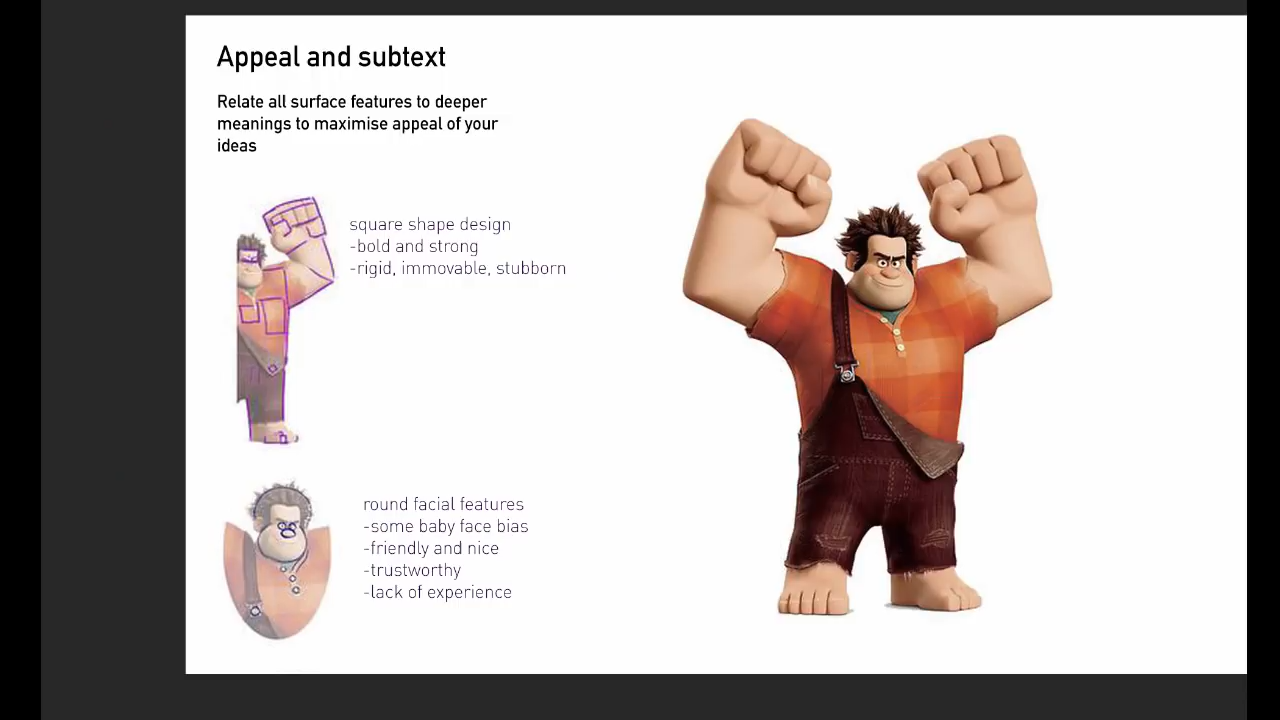 Appeal and subtext
Relate all surface features to deeper
meanings to maximise appeal of your
ideas
square shape design
-bold and strong
-rigid, immovable, stubborn
round facial features
-some baby face bias
-friendly and nice
-trustworthy
-lack of experience